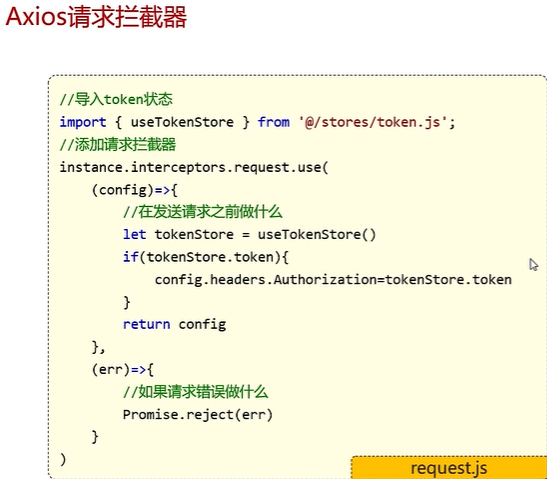 Axios请求拦截器
//导入token状态
import { useTokenStore } from '@/stores/token.js';
//添加请求拦截器
instance.interceptors.request.use(
    (config)=>{
        //在发送请求之前做什么
        let tokenStore = useTokenStore()
        if(tokenStore.token){
            config.headers.Authorization=tokenStore.token
        }
        return config
    },
    (err)=>{
        //如果请求错误做什么
        Promise.reject(err)
    }
)
request.js